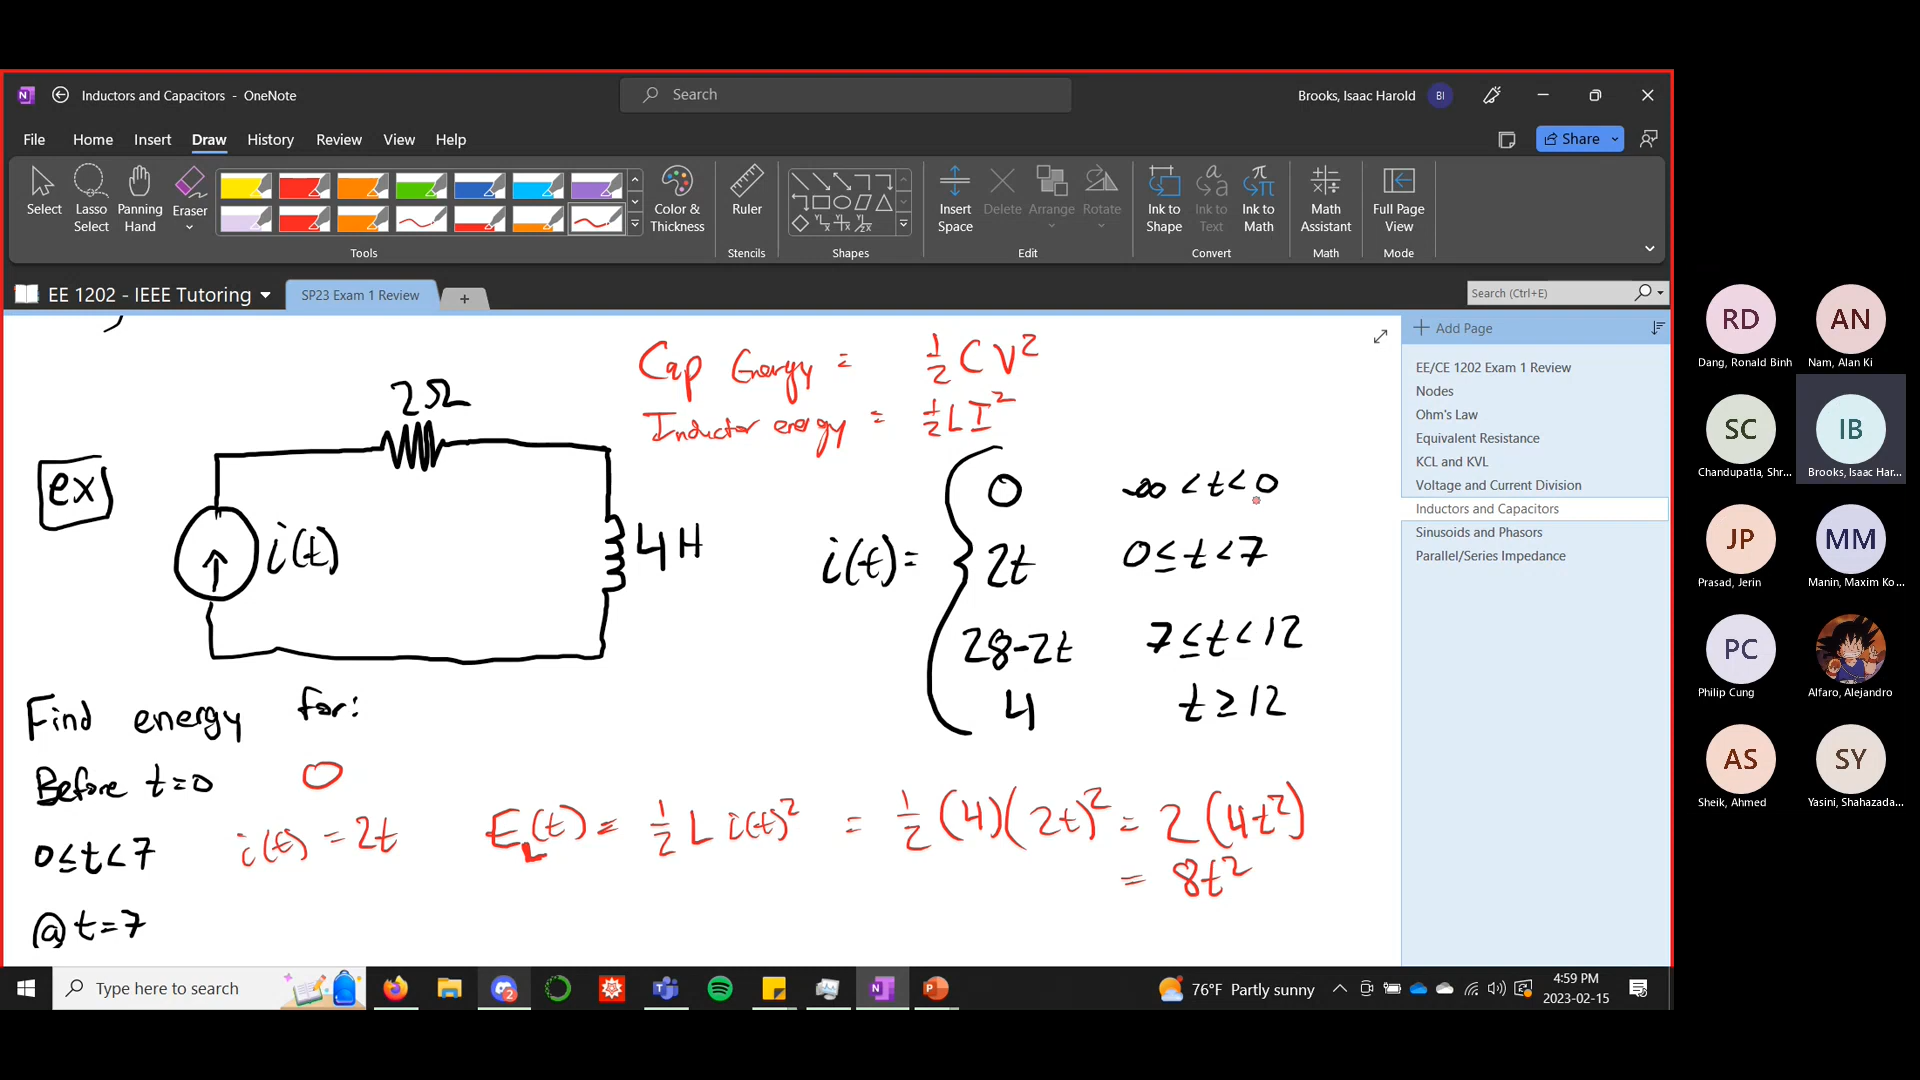 Inductors and Capacitors - OneNote
Search
Brooks, Isaac Harold
BI
File Home Insert Draw History Review View Help
Share
Select
Lasso Select
Panning Hand
Eraser
Color & Thickness
Ruler
Insert Space
Delete
Arrange
Rotate
Ink to Shape
Ink to Text
Ink to Math
Math Assistant
Full Page View
Tools
Stencils
Shapes
Edit
Convert
Math
Mode
EE 1202 - IEEE Tutoring
SP23 Exam 1 Review
Search (Ctrl+E)
Add Page
EE/CE 1202 Exam 1 Review
Nodes
Ohm's Law
Equivalent Resistance
KCL and KVL
Voltage and Current Division
Inductors and Capacitors
Sinusoids and Phasors
Parallel/Series Impedance
Cap Energy = ½CV²
Inductor energy = ½LI²
2Ω
ex
i(t)
4H
i(t) =
0 -∞ < t < 0
2t 0 ≤ t < 7
28-2t 7 ≤ t < 12
4 t ≥ 12
Find energy for:
Before t=0 0
0 ≤ t < 7 i(t) = 2t E_L(t) = ½ L i(t)² = ½ (4)(2t)² = 2(4t²)
= 8t²
@ t=7
RD
Dang, Ronald Binh
AN
Nam, Alan Ki
SC
Chandupatla, Shr...
IB
Brooks, Isaac Har...
JP
Prasad, Jerin
MM
Manin, Maxim Ko...
PC
Philip Cung
Alfaro, Alejandro
AS
Sheik, Ahmed
SY
Yasini, Shahazada...
Type here to search
2
76°F Partly sunny
4:59 PM
2023-02-15